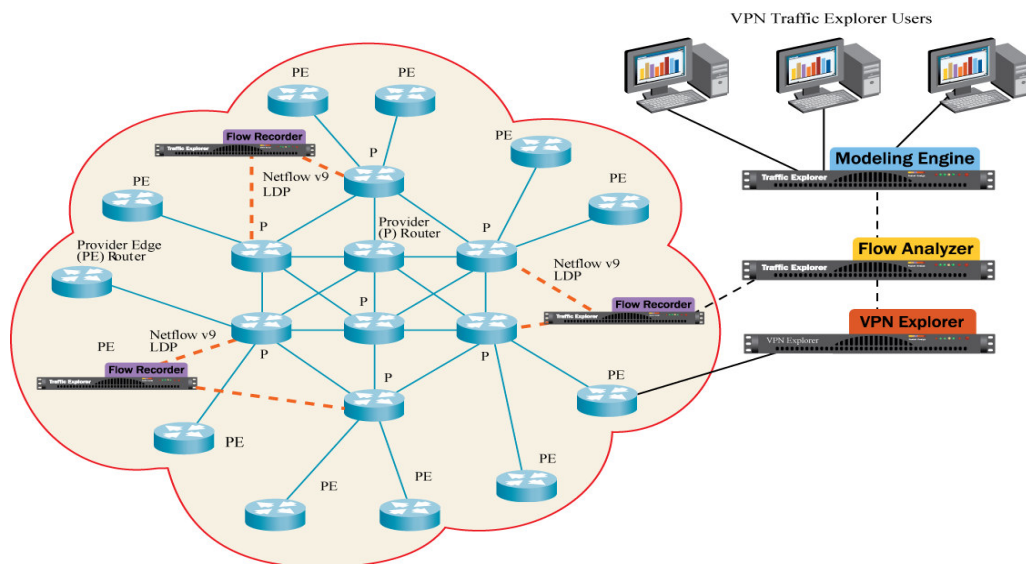 VPN Traffic Explorer Users
PE
PE
Flow Recorder
Traffic Explorer
P
PE
Netflow v9
LDP
PE
PE
Modeling Engine
Traffic Explorer
P
Provider
(P) Router
P
Provider Edge
(PE) Router
Netflow v9
LDP
Flow Analyzer
Traffic Explorer
P
Flow Recorder
Traffic Explorer
VPN Explorer
VPN Explorer
Netflow v9
LDP
P
P
PE
Flow Recorder
Traffic Explorer
P
PE
PE
PE
PE
PE